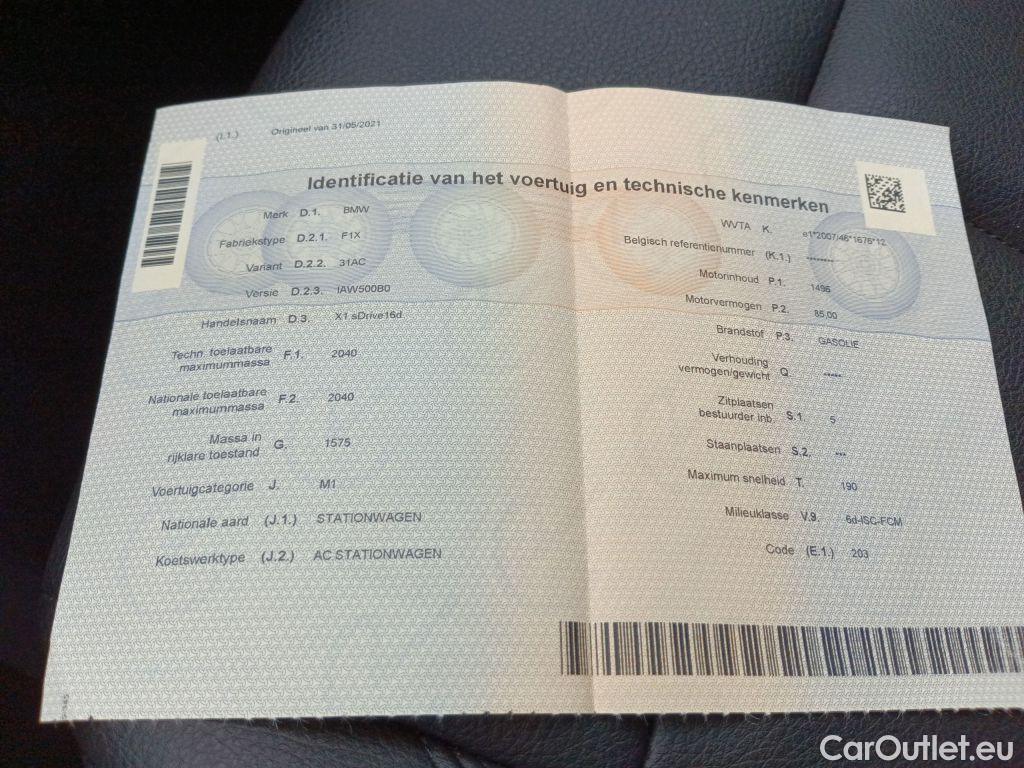 (I.1.) Origineel van 31/05/2021
Identificatie van het voertuig en technische kenmerken
Merk D.1. BMW
Fabriekstype D.2.1. F1X
Variant D.2.2. 31AC
Versie D.2.3. IAW500B0
Handelsnaam D.3. X1 sDrive16d
Techn. toelaatbare
maximummassa F.1. 2040
Nationale toelaatbare
maximummassa F.2. 2040
Massa in
rijklare toestand G. 1575
Voertuigcategorie J. M1
Nationale aard (J.1.) STATIONWAGEN
Koetswerktype (J.2.) AC STATIONWAGEN
WVTA K. e1*2007/46*1676*12
Belgisch referentienummer (K.1.) --------
Motorinhoud P.1. 1496
Motorvermogen P.2. 85,00
Brandstof P.3. GASOLIE
Verhouding
vermogen/gewicht Q. -----
Zitplaatsen
bestuurder inb. S.1. 5
Staanplaatsen S.2. ---
Maximum snelheid T. 190
Milieuklasse V.9. 6d-ISC-FCM
Code (E.1.) 203
CarOutlet.eu